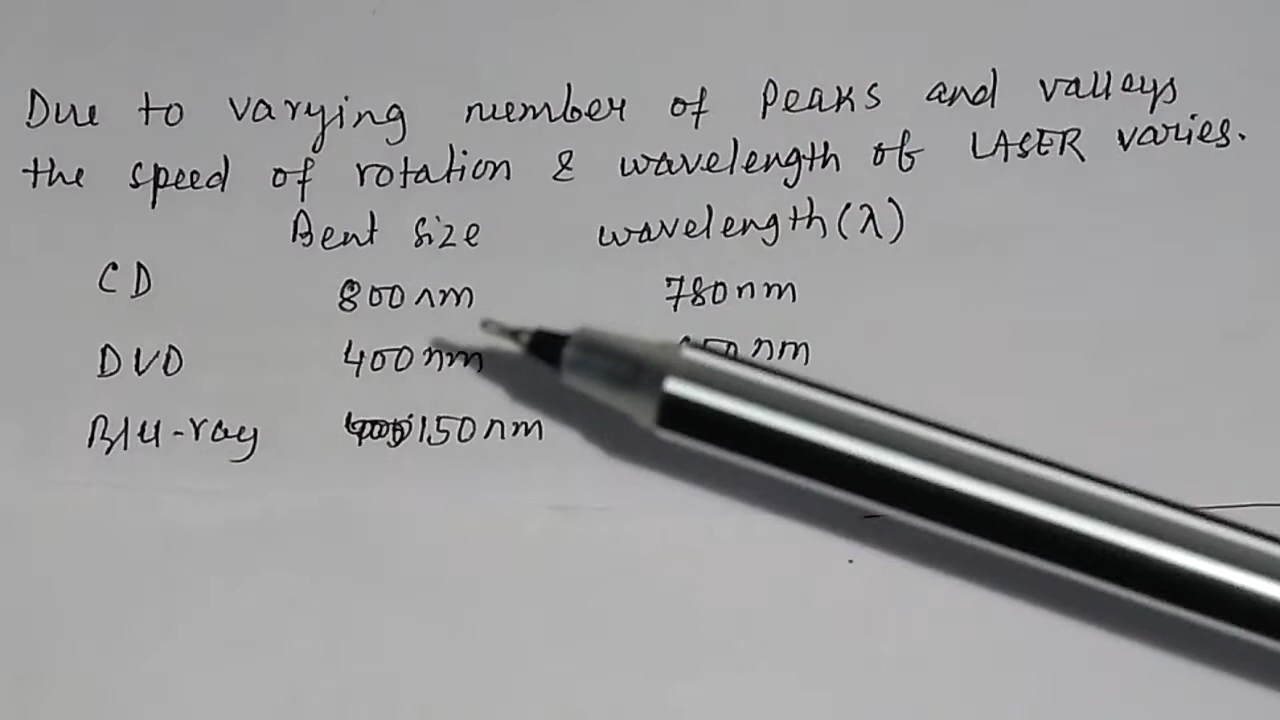 Due to varying number of Peaks and valleys
the speed of rotation & wavelength of LASER varies.
Bent size wavelength (λ)
CD 800nm 780nm
DVD 400nm nm
Blu-ray 150nm